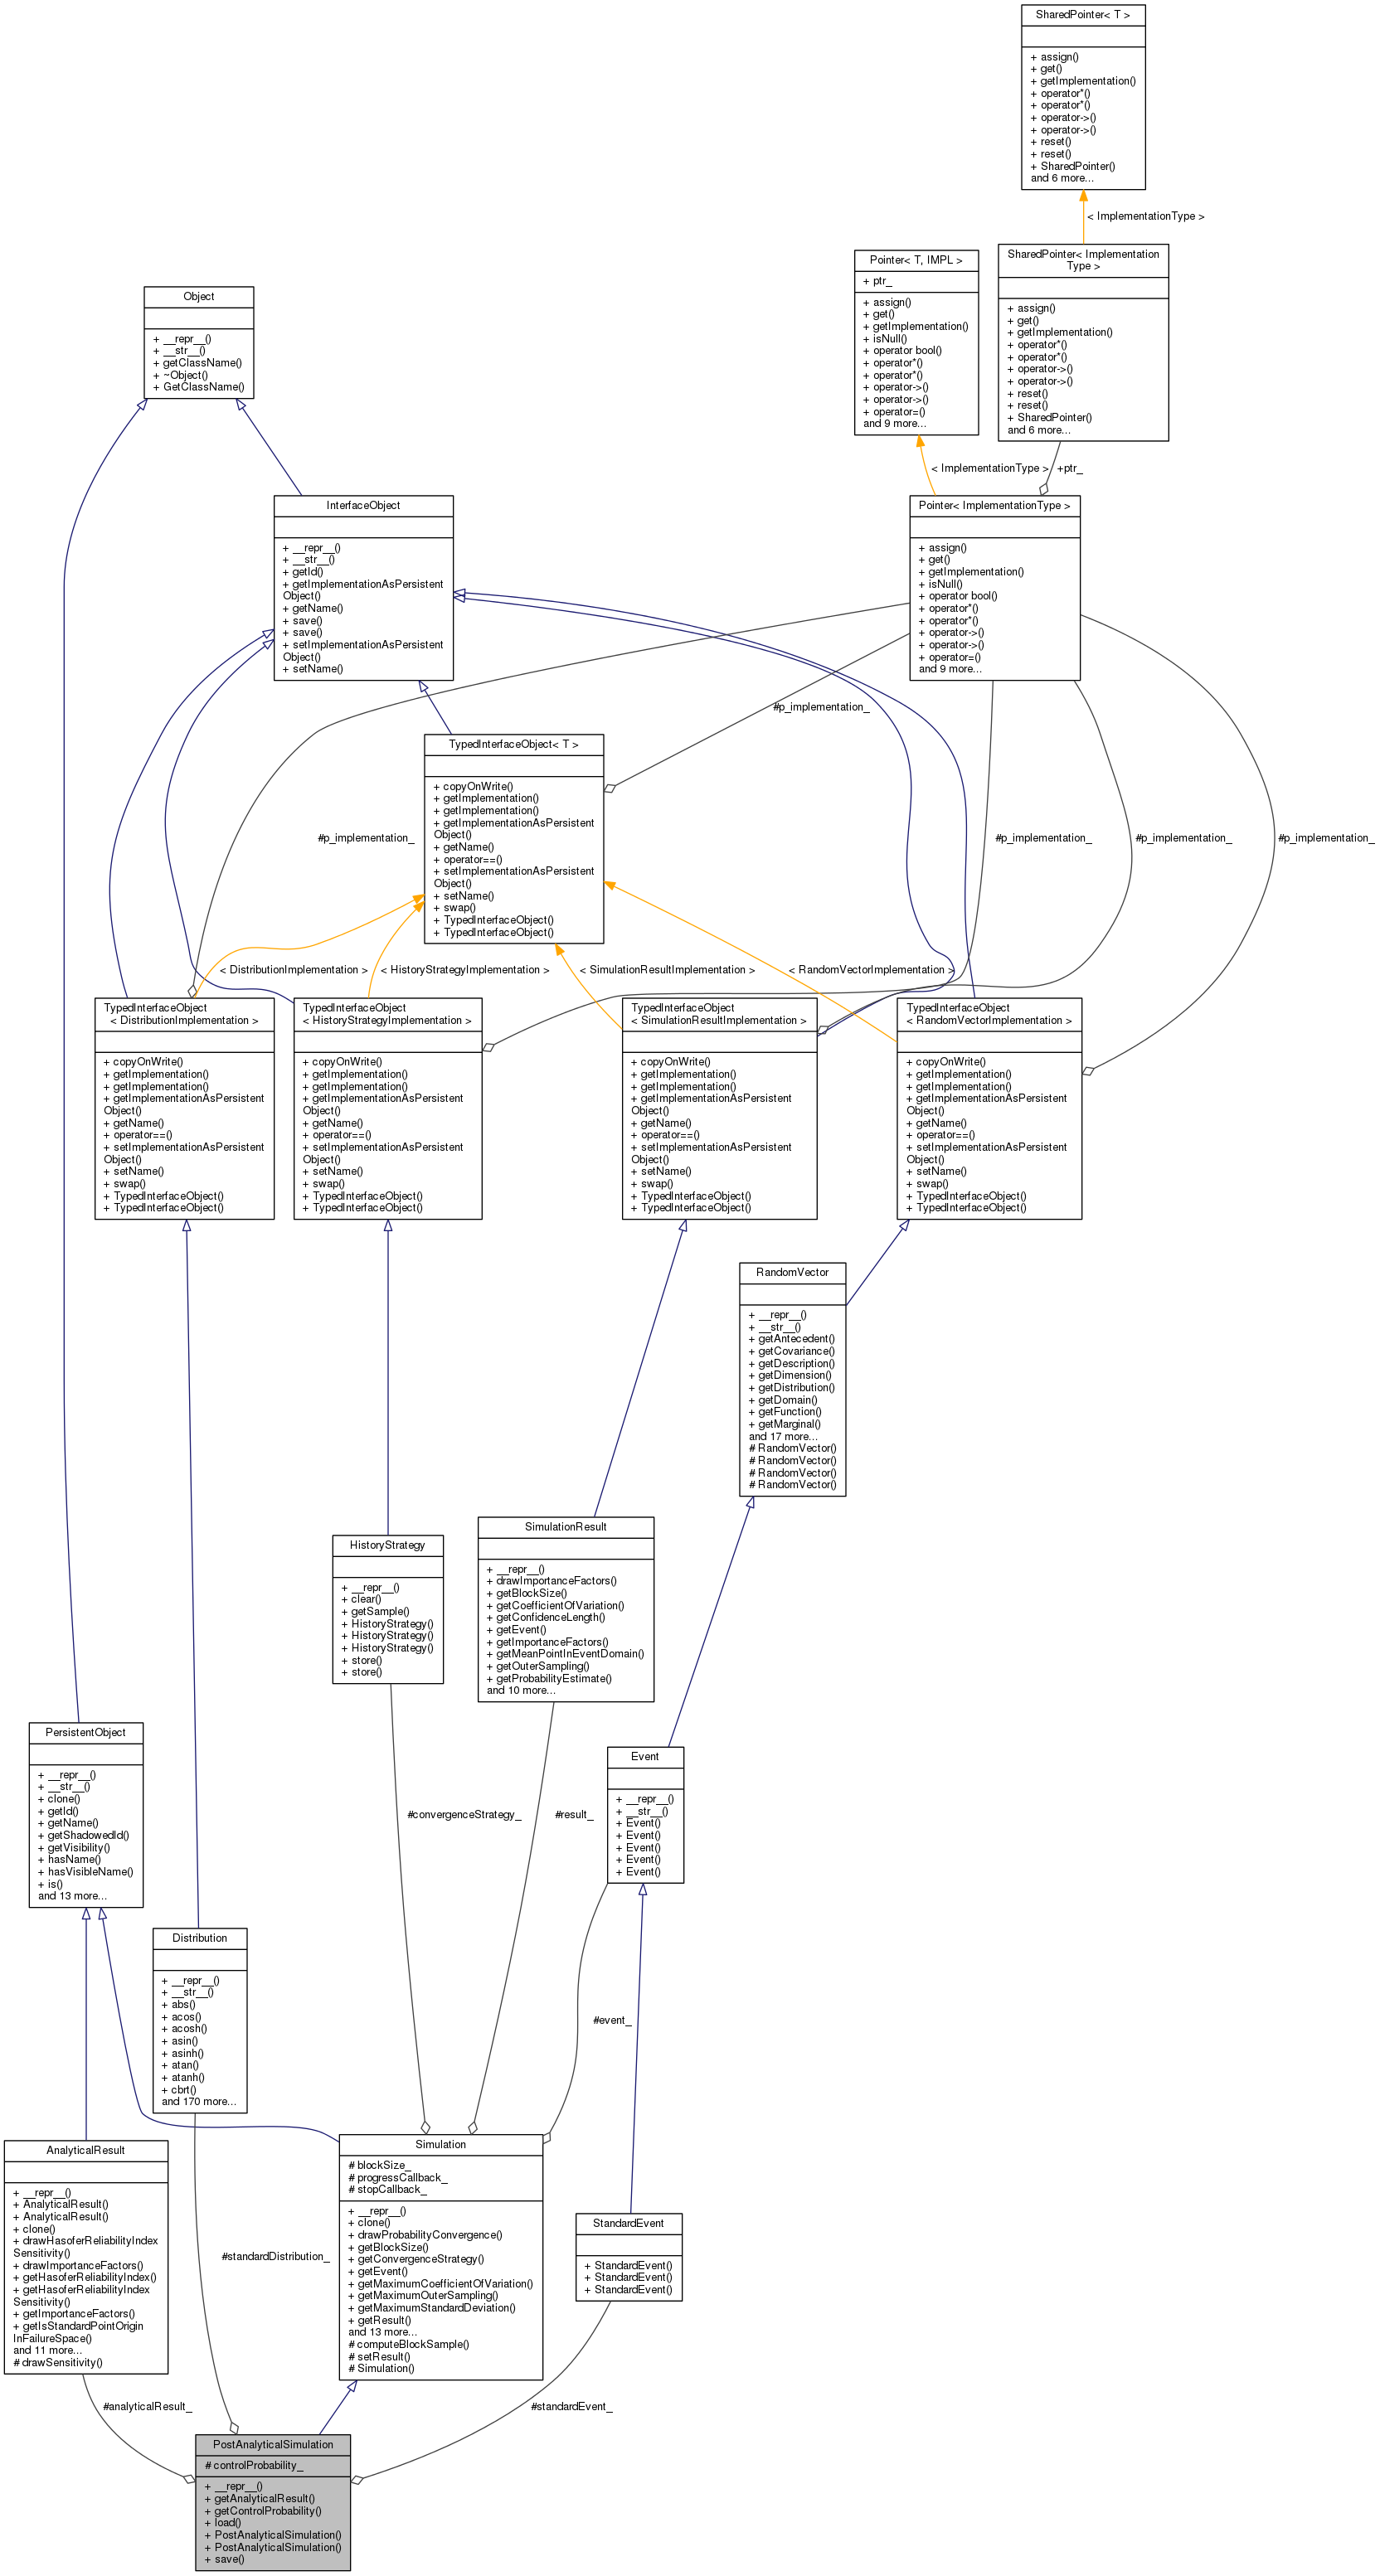 SharedPointer< T >
+ assign()
+ get()
+ getImplementation()
+ operator*()
+ operator*()
+ operator->()
+ operator->()
+ reset()
+ reset()
+ SharedPointer()
and 6 more...
< ImplementationType >
SharedPointer< Implementation
Type >
+ assign()
+ get()
+ getImplementation()
+ operator*()
+ operator*()
+ operator->()
+ operator->()
+ reset()
+ reset()
+ SharedPointer()
and 6 more...
Pointer< T, IMPL >
+ ptr_
+ assign()
+ get()
+ getImplementation()
+ isNull()
+ operator bool()
+ operator*()
+ operator*()
+ operator->()
+ operator->()
+ operator=()
and 9 more...
Object
+ __repr__()
+ __str__()
+ getClassName()
+ ~Object()
+ GetClassName()
< ImplementationType >
+ptr_
InterfaceObject
+ __repr__()
+ __str__()
+ getId()
+ getImplementationAsPersistent
Object()
+ getName()
+ save()
+ save()
+ setImplementationAsPersistent
Object()
+ setName()
Pointer< ImplementationType >
+ assign()
+ get()
+ getImplementation()
+ isNull()
+ operator bool()
+ operator*()
+ operator*()
+ operator->()
+ operator->()
+ operator=()
and 9 more...
#p_implementation_
TypedInterfaceObject< T >
+ copyOnWrite()
+ getImplementation()
+ getImplementation()
+ getImplementationAsPersistent
Object()
+ getName()
+ operator==()
+ setImplementationAsPersistent
Object()
+ setName()
+ swap()
+ TypedInterfaceObject()
+ TypedInterfaceObject()
#p_implementation_
#p_implementation_
#p_implementation_
#p_implementation_
< DistributionImplementation >
< HistoryStrategyImplementation >
< SimulationResultImplementation >
< RandomVectorImplementation >
TypedInterfaceObject
< DistributionImplementation >
+ copyOnWrite()
+ getImplementation()
+ getImplementation()
+ getImplementationAsPersistent
Object()
+ getName()
+ operator==()
+ setImplementationAsPersistent
Object()
+ setName()
+ swap()
+ TypedInterfaceObject()
+ TypedInterfaceObject()
TypedInterfaceObject
< HistoryStrategyImplementation >
+ copyOnWrite()
+ getImplementation()
+ getImplementation()
+ getImplementationAsPersistent
Object()
+ getName()
+ operator==()
+ setImplementationAsPersistent
Object()
+ setName()
+ swap()
+ TypedInterfaceObject()
+ TypedInterfaceObject()
TypedInterfaceObject
< SimulationResultImplementation >
+ copyOnWrite()
+ getImplementation()
+ getImplementation()
+ getImplementationAsPersistent
Object()
+ getName()
+ operator==()
+ setImplementationAsPersistent
Object()
+ setName()
+ swap()
+ TypedInterfaceObject()
+ TypedInterfaceObject()
TypedInterfaceObject
< RandomVectorImplementation >
+ copyOnWrite()
+ getImplementation()
+ getImplementation()
+ getImplementationAsPersistent
Object()
+ getName()
+ operator==()
+ setImplementationAsPersistent
Object()
+ setName()
+ swap()
+ TypedInterfaceObject()
+ TypedInterfaceObject()
RandomVector
+ __repr__()
+ __str__()
+ getAntecedent()
+ getCovariance()
+ getDescription()
+ getDimension()
+ getDistribution()
+ getDomain()
+ getFunction()
+ getMarginal()
and 17 more...
# RandomVector()
# RandomVector()
# RandomVector()
# RandomVector()
HistoryStrategy
+ __repr__()
+ clear()
+ getSample()
+ HistoryStrategy()
+ HistoryStrategy()
+ HistoryStrategy()
+ store()
+ store()
SimulationResult
+ __repr__()
+ drawImportanceFactors()
+ getBlockSize()
+ getCoefficientOfVariation()
+ getConfidenceLength()
+ getEvent()
+ getImportanceFactors()
+ getMeanPointInEventDomain()
+ getOuterSampling()
+ getProbabilityEstimate()
and 10 more...
PersistentObject
+ __repr__()
+ __str__()
+ clone()
+ getId()
+ getName()
+ getShadowedId()
+ getVisibility()
+ hasName()
+ hasVisibleName()
+ is()
and 13 more...
#convergenceStrategy_
#result_
Event
+ __repr__()
+ __str__()
+ Event()
+ Event()
+ Event()
+ Event()
+ Event()
Distribution
+ __repr__()
+ __str__()
+ abs()
+ acos()
+ acosh()
+ asin()
+ asinh()
+ atan()
+ atanh()
+ cbrt()
and 170 more...
#event_
AnalyticalResult
+ __repr__()
+ AnalyticalResult()
+ AnalyticalResult()
+ clone()
+ drawHasoferReliabilityIndex
Sensitivity()
+ drawImportanceFactors()
+ getHasoferReliabilityIndex()
+ getHasoferReliabilityIndex
Sensitivity()
+ getImportanceFactors()
+ getIsStandardPointOrigin
InFailureSpace()
and 11 more...
# drawSensitivity()
#standardDistribution_
Simulation
# blockSize_
# progressCallback_
# stopCallback_
+ __repr__()
+ clone()
+ drawProbabilityConvergence()
+ getBlockSize()
+ getConvergenceStrategy()
+ getEvent()
+ getMaximumCoefficientOfVariation()
+ getMaximumOuterSampling()
+ getMaximumStandardDeviation()
+ getResult()
and 13 more...
# computeBlockSample()
# setResult()
# Simulation()
StandardEvent
+ StandardEvent()
+ StandardEvent()
+ StandardEvent()
#analyticalResult_
#standardEvent_
PostAnalyticalSimulation
# controlProbability_
+ __repr__()
+ getAnalyticalResult()
+ getControlProbability()
+ load()
+ PostAnalyticalSimulation()
+ PostAnalyticalSimulation()
+ save()